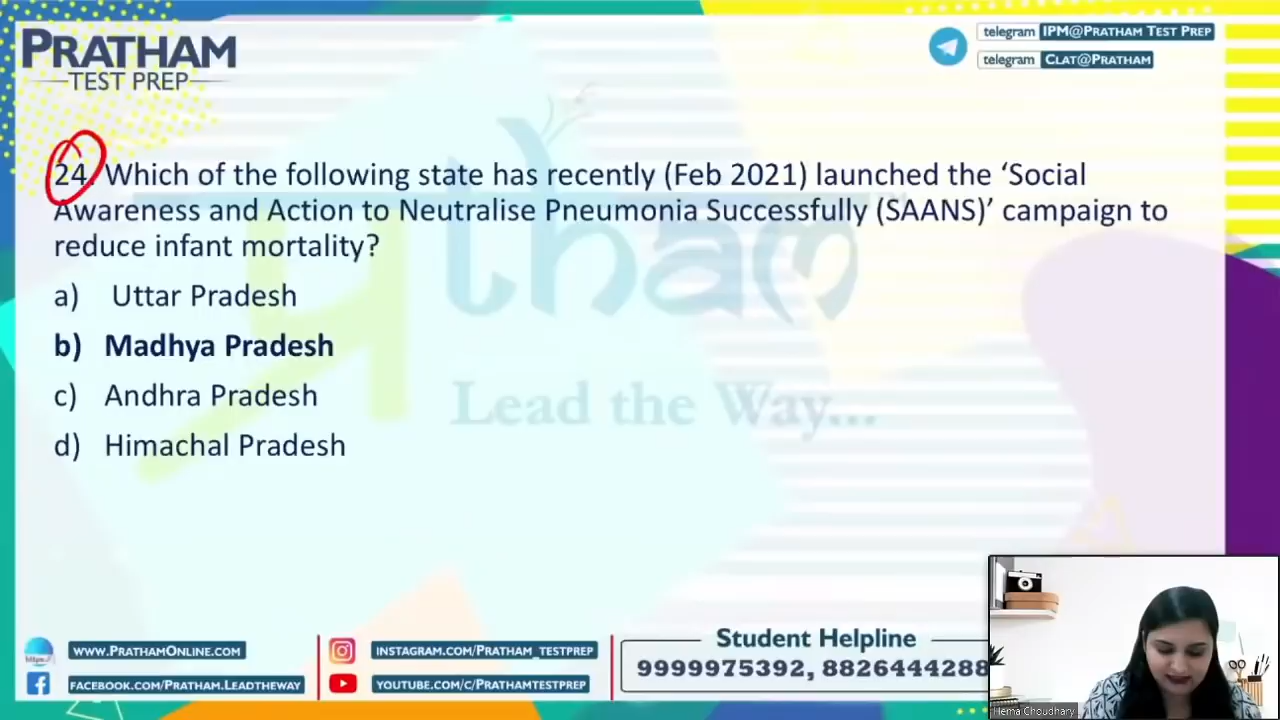 PRATHAM
TEST PREP
telegram IPM@PRATHAM TEST PREP
telegram CLAT@PRATHAM
24. Which of the following state has recently (Feb 2021) launched the ‘Social
Awareness and Action to Neutralise Pneumonia Successfully (SAANS)’ campaign to
reduce infant mortality?
a) Uttar Pradesh
b) Madhya Pradesh
c) Andhra Pradesh
d) Himachal Pradesh
प्रtham
Lead the Way...
https://
WWW.PRATHAMONLINE.COM
INSTAGRAM.COM/PRATHAM_TESTPREP
FACEBOOK.COM/PRATHAM.LEADTHEWAY
YOUTUBE.COM/C/PRATHAMTESTPREP
Student Helpline
9999975392, 8826444288
Hema Choudhary